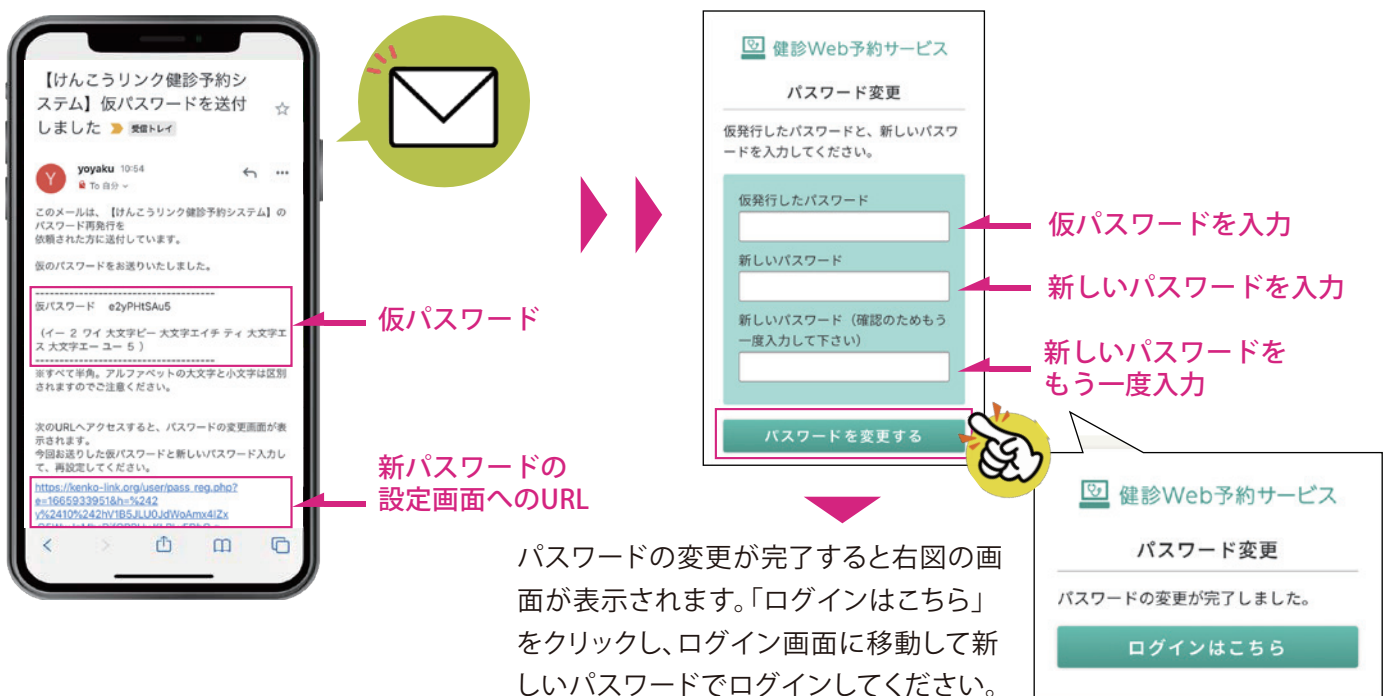 【けんこうリンク健診予約シ
ステム】仮パスワードを送付
しました 受信トレイ
Y
yoyaku 10:54
To 自分
このメールは、【けんこうリンク健診予約システム】の
パスワード再発行を
依頼された方に送付しています。
仮のパスワードをお送りいたしました。
----------------------------------------
仮パスワード e2yPHtSAu5
（イー 2 ワイ 大文字ピー 大文字エイチ ティ 大文字エ
ス 大文字エー ユー 5 ）
----------------------------------------
※すべて半角。アルファベットの大文字と小文字は区別
されますのでご注意ください。
次のURLへアクセスすると、パスワードの変更画面が表
示されます。
今回お送りした仮パスワードと新しいパスワード入力し
て、再設定してください。
https://kenko-link.org/user/pass_reg.php?
e=1665933951&h=%242
y%2410%242hV1B5JLU0JdWoAmx4IZx
仮パスワード
新パスワードの
設定画面へのURL
健診Web予約サービス
パスワード変更
仮発行したパスワードと、新しいパスワ
ードを入力してください。
仮発行したパスワード
新しいパスワード
新しいパスワード（確認のためもう
一度入力して下さい）
パスワードを変更する
仮パスワードを入力
新しいパスワードを入力
新しいパスワードを
もう一度入力
パスワードの変更が完了すると右図の画
面が表示されます。「ログインはこちら」
をクリックし、ログイン画面に移動して新
しいパスワードでログインしてください。
健診Web予約サービス
パスワード変更
パスワードの変更が完了しました。
ログインはこちら